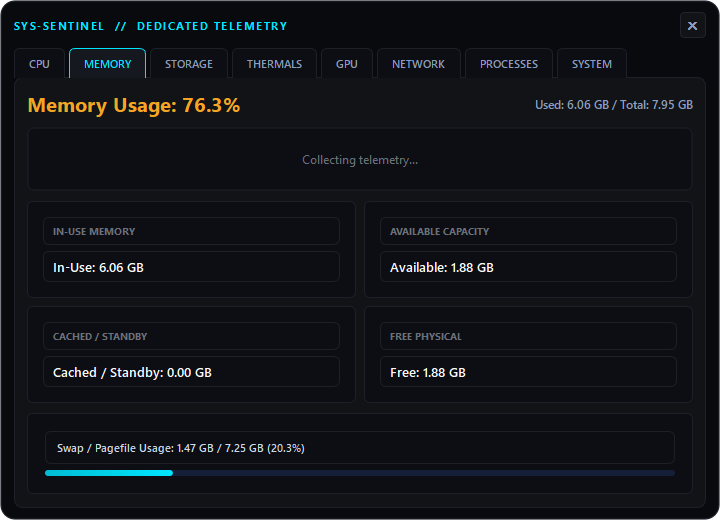 SYS-SENTINEL // DEDICATED TELEMETRY
✕
CPU MEMORY STORAGE THERMALS GPU NETWORK PROCESSES SYSTEM
Memory Usage: 76.3% Used: 6.06 GB / Total: 7.95 GB
Collecting telemetry...
IN-USE MEMORY
In-Use: 6.06 GB
AVAILABLE CAPACITY
Available: 1.88 GB
CACHED / STANDBY
Cached / Standby: 0.00 GB
FREE PHYSICAL
Free: 1.88 GB
Swap / Pagefile Usage: 1.47 GB / 7.25 GB (20.3%)